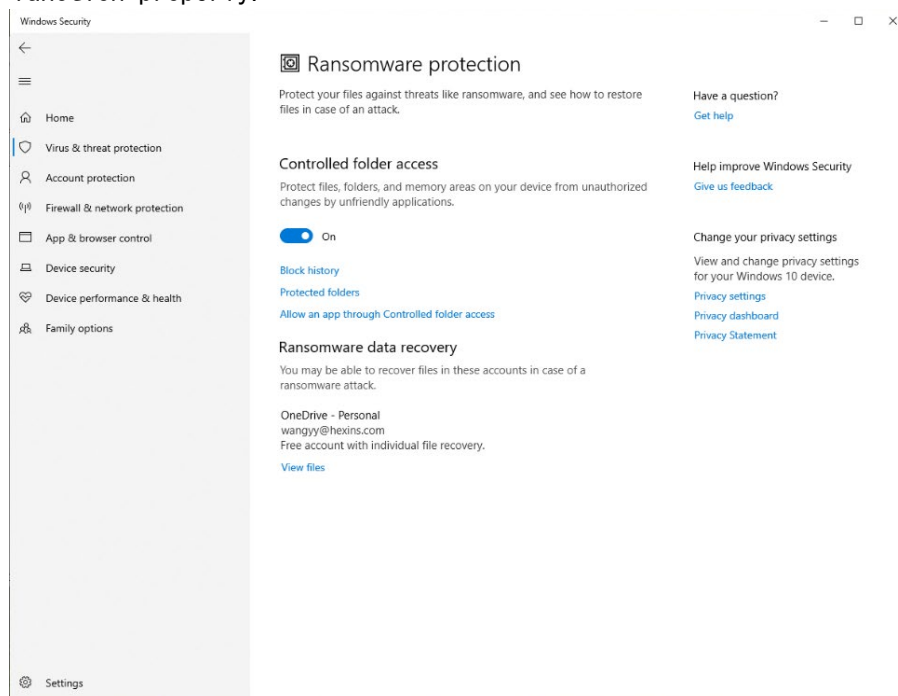 function properly.
Windows Security
Home
Virus & threat protection
Account protection
Firewall & network protection
App & browser control
Device security
Device performance & health
Family options
Settings
Ransomware protection
Protect your files against threats like ransomware, and see how to restore
files in case of an attack.
Controlled folder access
Protect files, folders, and memory areas on your device from unauthorized
changes by unfriendly applications.
On
Block history
Protected folders
Allow an app through Controlled folder access
Ransomware data recovery
You may be able to recover files in these accounts in case of a
ransomware attack.
OneDrive - Personal
wangyy@hexins.com
Free account with individual file recovery.
View files
Have a question?
Get help
Help improve Windows Security
Give us feedback
Change your privacy settings
View and change privacy settings
for your Windows 10 device.
Privacy settings
Privacy dashboard
Privacy Statement